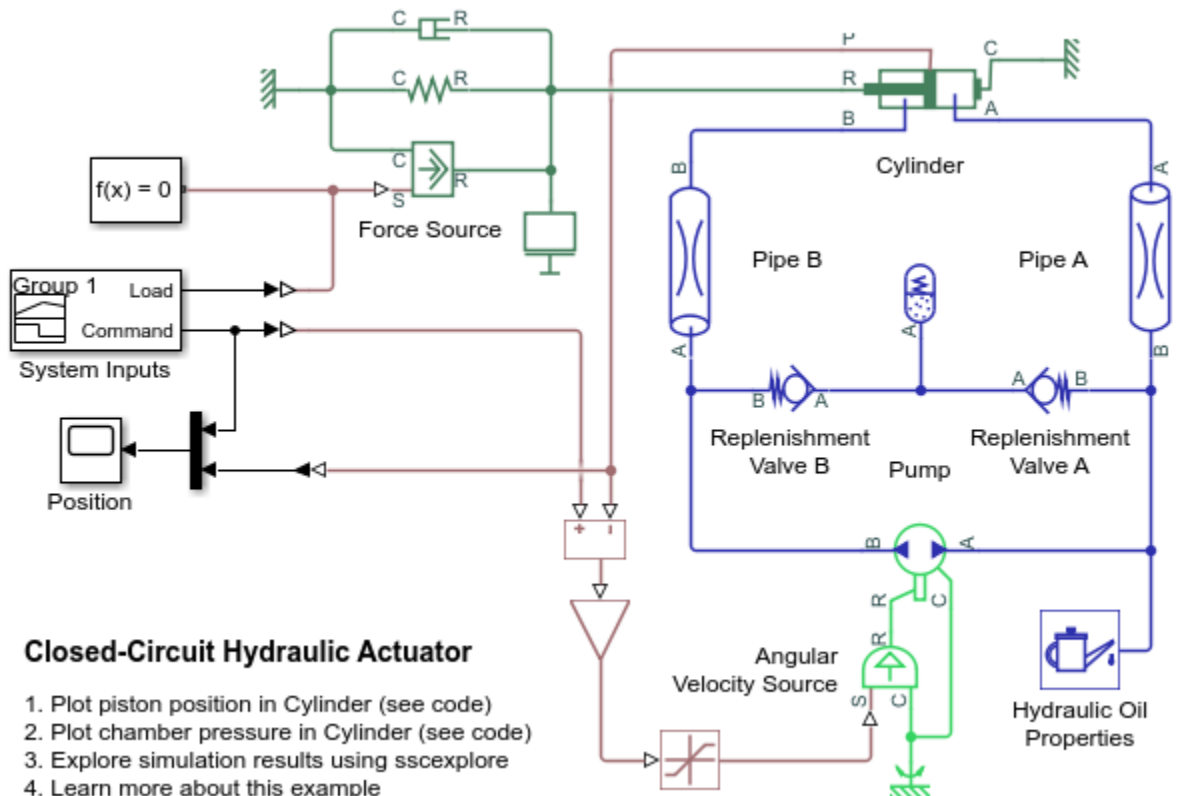 C R
P
C
C R
R
A
B
Cylinder
C
R
S
f(x) = 0
Force Source
B
A
Pipe B
Pipe A
Group 1
Load
Command
System Inputs
A
A
B
B A
A B
Replenishment
Valve B
Replenishment
Valve A
Pump
Position
+ -
B
A
R
C
R
Closed-Circuit Hydraulic Actuator
Angular
Velocity Source
S
C
Hydraulic Oil
Properties
1. Plot piston position in Cylinder (see code)
2. Plot chamber pressure in Cylinder (see code)
3. Explore simulation results using sscexplore
4. Learn more about this example